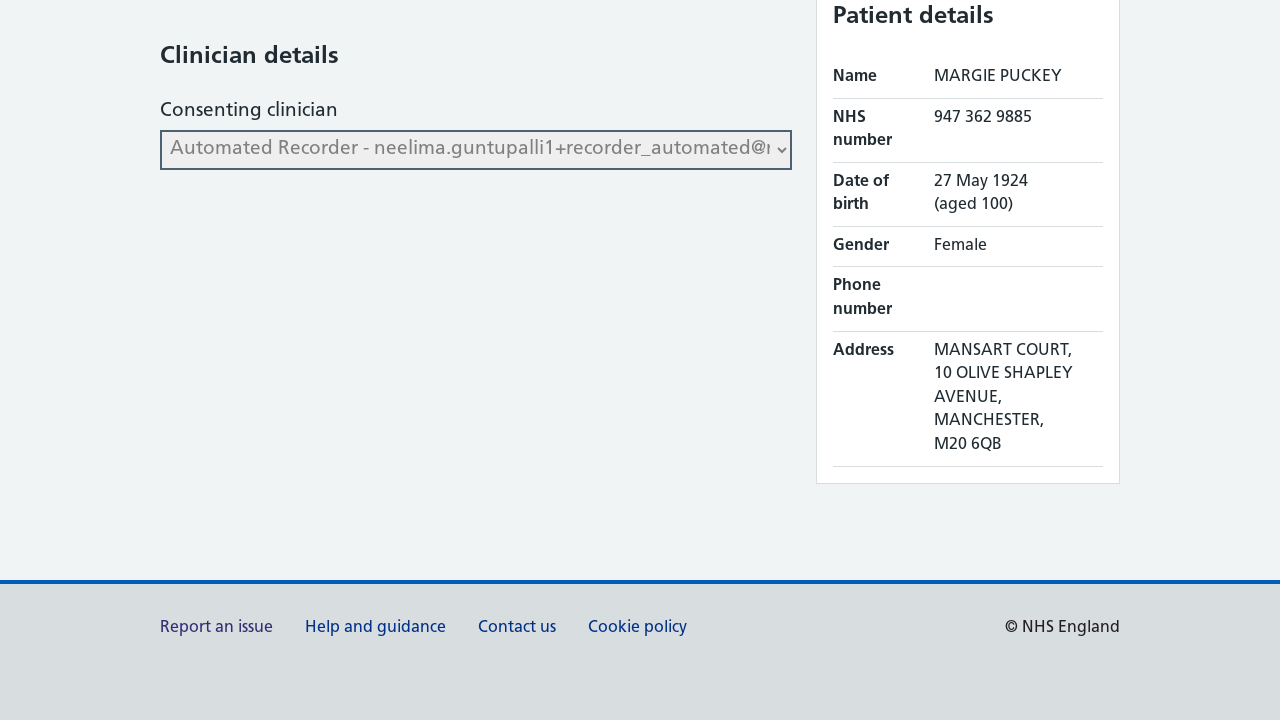 Clinician details
Consenting clinician
Automated Recorder - neelima.guntupalli1+recorder_automated@
Patient details
Name MARGIE PUCKEY
NHS number 947 362 9885
Date of birth 27 May 1924 (aged 100)
Gender Female
Phone number
Address MANSART COURT,
10 OLIVE SHAPLEY
AVENUE,
MANCHESTER,
M20 6QB
Report an issue Help and guidance Contact us Cookie policy © NHS England